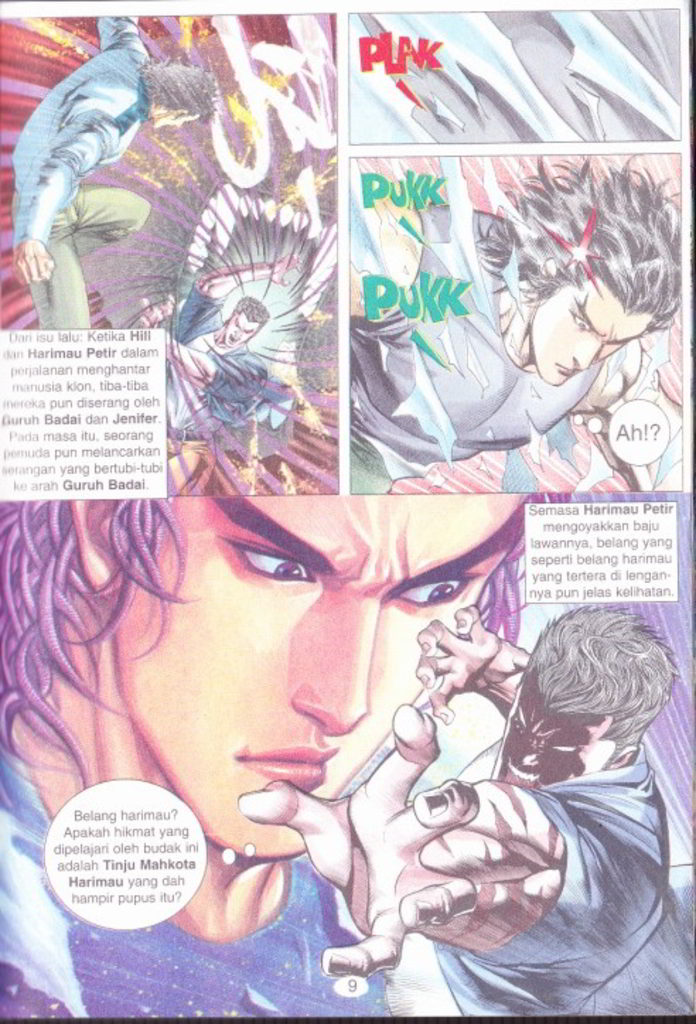 Dari isu lalu: Ketika Hill
dan Harimau Petir dalam
perjalanan menghantar
manusia klon, tiba-tiba
mereka pun diserang oleh
Guruh Badai dan Jenifer.
Pada masa itu, seorang
pemuda pun melancarkan
serangan yang bertubi-tubi
ke arah Guruh Badai.
PLAK
PUKK
PUKK
Ah!?
Semasa Harimau Petir
mengoyakkan baju
lawannya, belang yang
seperti belang harimau
yang tertera di lengan-
nya pun jelas kelihatan.
Belang harimau?
Apakah hikmat yang
dipelajari oleh budak ini
adalah Tinju Mahkota
Harimau yang dah
hampir pupus itu?
9